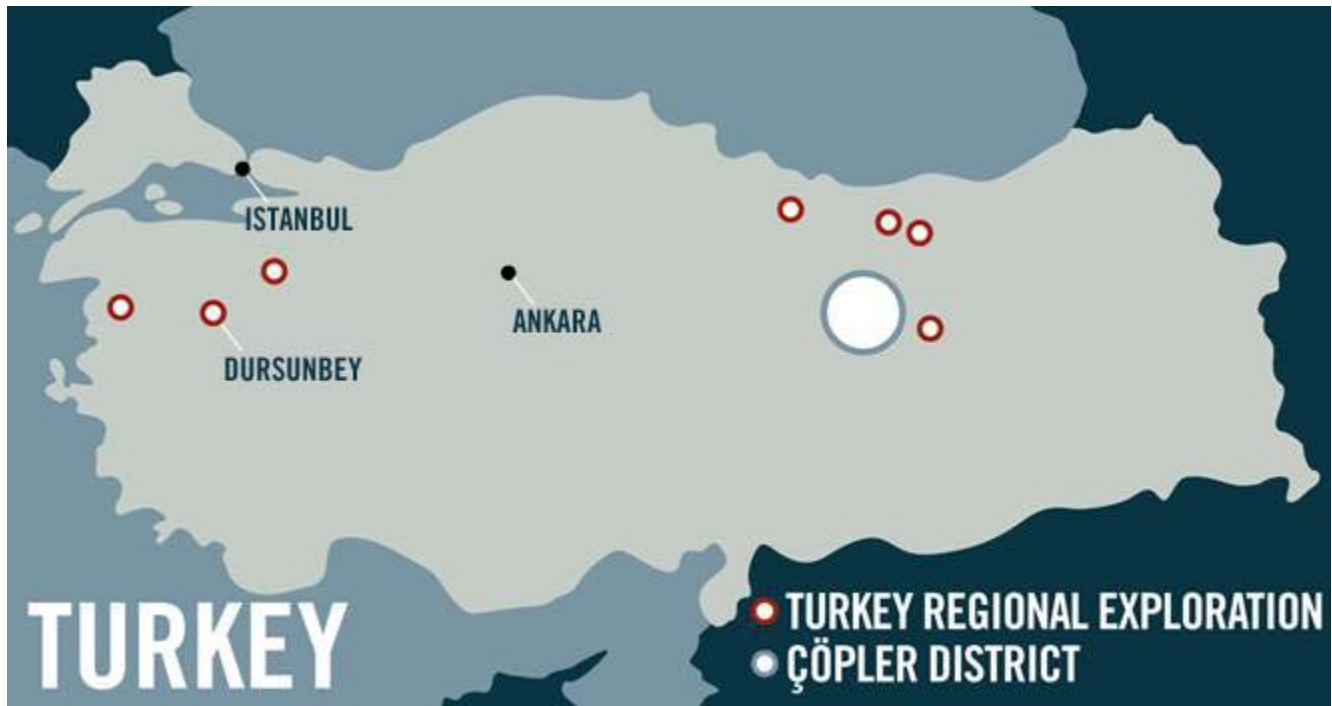 ISTANBUL
ANKARA
DURSUNBEY
TURKEY
TURKEY REGIONAL EXPLORATION
ÇÖPLER DISTRICT